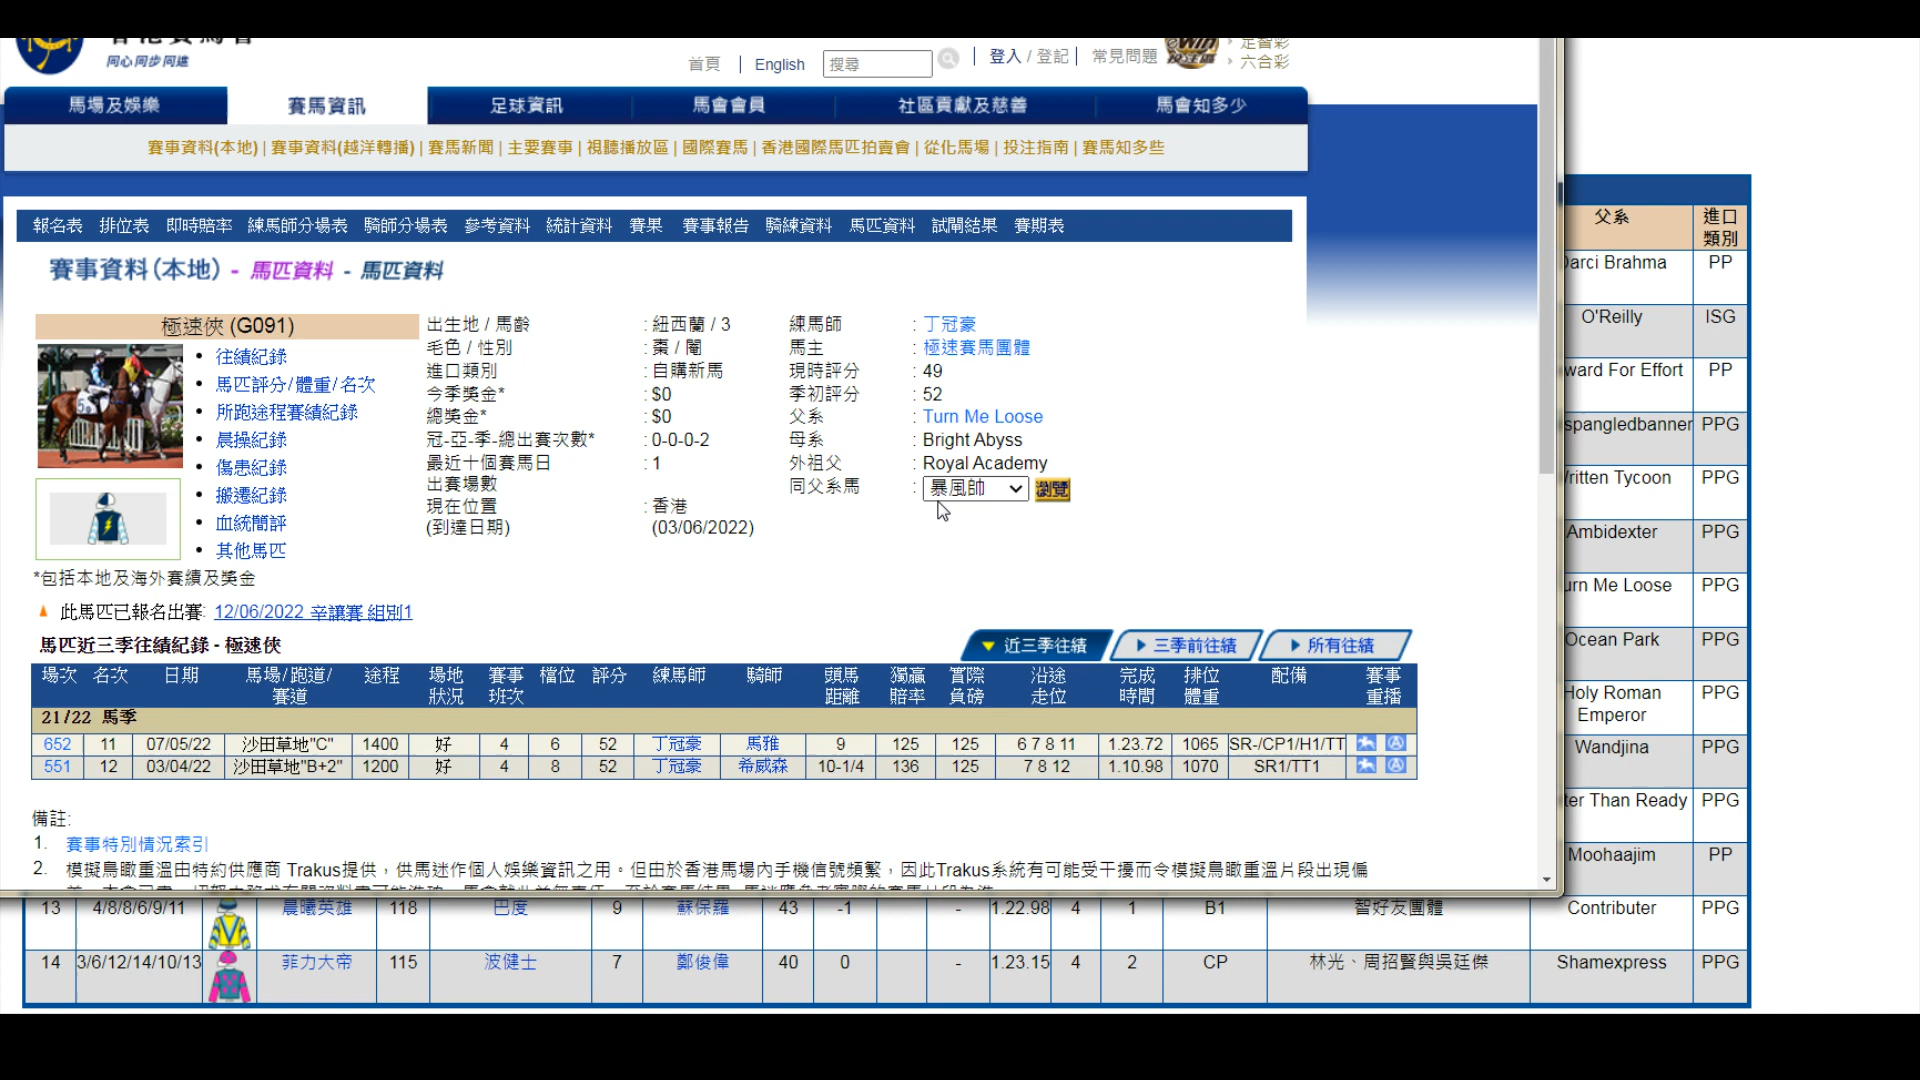 同心同步同進
首頁 | English 搜尋 | 登入 / 登記 | 常見問題 eWin 投注區 › 足智彩
› 六合彩
馬場及娛樂 賽馬資訊 足球資訊 馬會會員 社區貢獻及慈善 馬會知多少
賽事資料(本地) | 賽事資料(越洋轉播) | 賽馬新聞 | 主要賽事 | 視聽播放區 | 國際賽馬 | 香港國際馬匹拍賣會 | 從化馬場 | 投注指南 | 賽馬知多些
報名表 排位表 即時賠率 練馬師分場表 騎師分場表 參考資料 統計資料 賽果 賽事報告 騎練資料 馬匹資料 試閘結果 賽期表
賽事資料(本地) - 馬匹資料 - 馬匹資料
極速俠 (G091)
往績紀錄
馬匹評分/體重/名次
所跑途程賽績紀錄
晨操紀錄
傷患紀錄
搬遷紀錄
血統簡評
其他馬匹
出生地 / 馬齡 : 紐西蘭 / 3 練馬師 : 丁冠豪
毛色 / 性別 : 棗 / 閹 馬主 : 極速賽馬團體
進口類別 : 自購新馬 現時評分 : 49
今季獎金* : $0 季初評分 : 52
總獎金* : $0 父系 : Turn Me Loose
冠-亞-季-總出賽次數* : 0-0-0-2 母系 : Bright Abyss
最近十個賽馬日 : 1 外祖父 : Royal Academy
出賽場數 同父系馬 : 暴風帥 瀏覽
現在位置 : 香港
(到達日期) (03/06/2022)
*包括本地及海外賽績及獎金
此馬匹已報名出賽: 12/06/2022 辛讓賽 組別1
馬匹近三季往績紀錄 - 極速俠 近三季往績 三季前往績 所有往績
場次 名次 日期 馬場/跑道/ 途程 場地 賽事 檔位 評分 練馬師 騎師 頭馬 獨贏 實際 沿途 完成 排位 配備 賽事
賽道 狀況 班次 距離 賠率 負磅 走位 時間 體重 重播
21/22 馬季
652 11 07/05/22 沙田草地"C" 1400 好 4 6 52 丁冠豪 馬雅 9 125 125 6 7 8 11 1.23.72 1065 SR-/CP1/H1/TT
551 12 03/04/22 沙田草地"B+2" 1200 好 4 8 52 丁冠豪 希威森 10-1/4 136 125 7 8 12 1.10.98 1070 SR1/TT1
備註:
1. 賽事特別情況索引
2. 模擬鳥瞰重溫由特約供應商 Trakus提供，供馬迷作個人娛樂資訊之用。但由於香港馬場內手機信號頻繁，因此Trakus系統有可能受干擾而令模擬鳥瞰重溫片段出現偏
父系 進口
類別
Darci Brahma PP
O'Reilly ISG
ward For Effort PP
spangledbanner PPG
ritten Tycoon PPG
Ambidexter PPG
urn Me Loose PPG
Ocean Park PPG
Holy Roman PPG
Emperor
Wandjina PPG
ter Than Ready PPG
Moohaajim PP
13 4/8/8/6/9/11 晨曦英雄 118 巴度 9 蘇保羅 43 -1 - 1.22.98 4 1 B1 智好友團體 Contributer PPG
14 3/6/12/14/10/13 菲力大帝 115 波健士 7 鄭俊偉 40 0 - 1.23.15 4 2 CP 林光、周招賢與吳廷傑 Shamexpress PPG